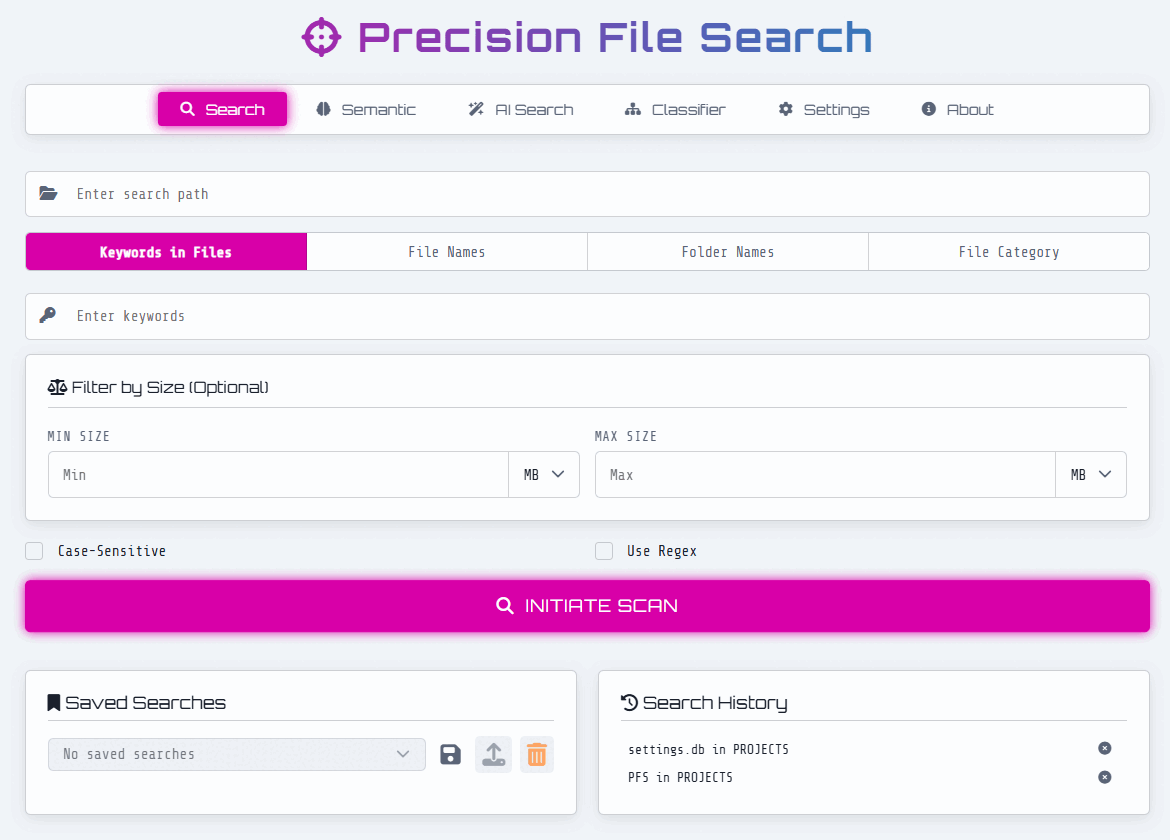 Precision File Search
Search Semantic AI Search Classifier Settings About
Enter search path
Keywords in Files File Names Folder Names File Category
Enter keywords
Filter by Size (Optional)
MIN SIZE MAX SIZE
Min MB Max MB
Case-Sensitive Use Regex
INITIATE SCAN
Saved Searches
No saved searches
Search History
settings.db in PROJECTS
PFS in PROJECTS